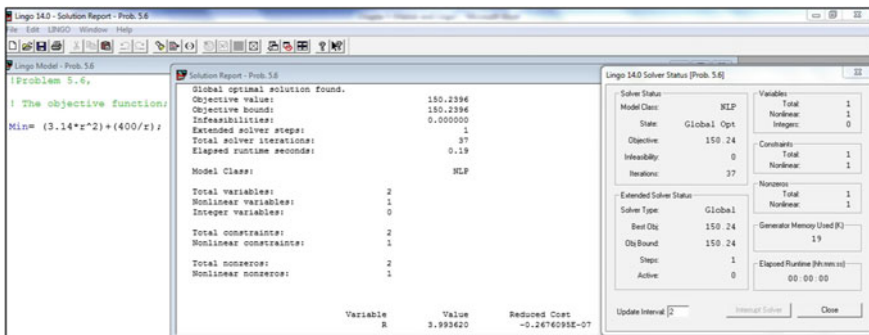 Lingo 14.0 - Solution Report - Prob. 5.6
File Edit LINGO Window Help
Lingo Model - Prob. 5.6
!Problem 5.6,
! The objective function;
Min= (3.14*r^2)+(400/r);
Solution Report - Prob. 5.6
Global optimal solution found.
Objective value: 150.2396
Objective bound: 150.2396
Infeasibilities: 0.000000
Extended solver steps: 1
Total solver iterations: 37
Elapsed runtime seconds: 0.19
Model Class: NLP
Total variables: 2
Nonlinear variables: 1
Integer variables: 0
Total constraints: 2
Nonlinear constraints: 1
Total nonzeros: 2
Nonlinear nonzeros: 1
Variable Value Reduced Cost
R 3.993620 -0.2676095E-07
Lingo 14.0 Solver Status [Prob. 5.6]
Solver Status
Model Class: NLP
State: Global Opt
Objective: 150.24
Infeasibility: 0
Iterations: 37
Extended Solver Status
Solver Type: Global
Best Obj: 150.24
Obj Bound: 150.24
Steps: 1
Active: 0
Update Interval: 2
Variables
Total: 1
Nonlinear: 1
Integers: 0
Constraints
Total: 1
Nonlinear: 1
Nonzeros
Total: 1
Nonlinear: 1
Generator Memory Used (K)
19
Elapsed Runtime (hh:mm:ss)
00:00:00
Interrupt Solver
Close